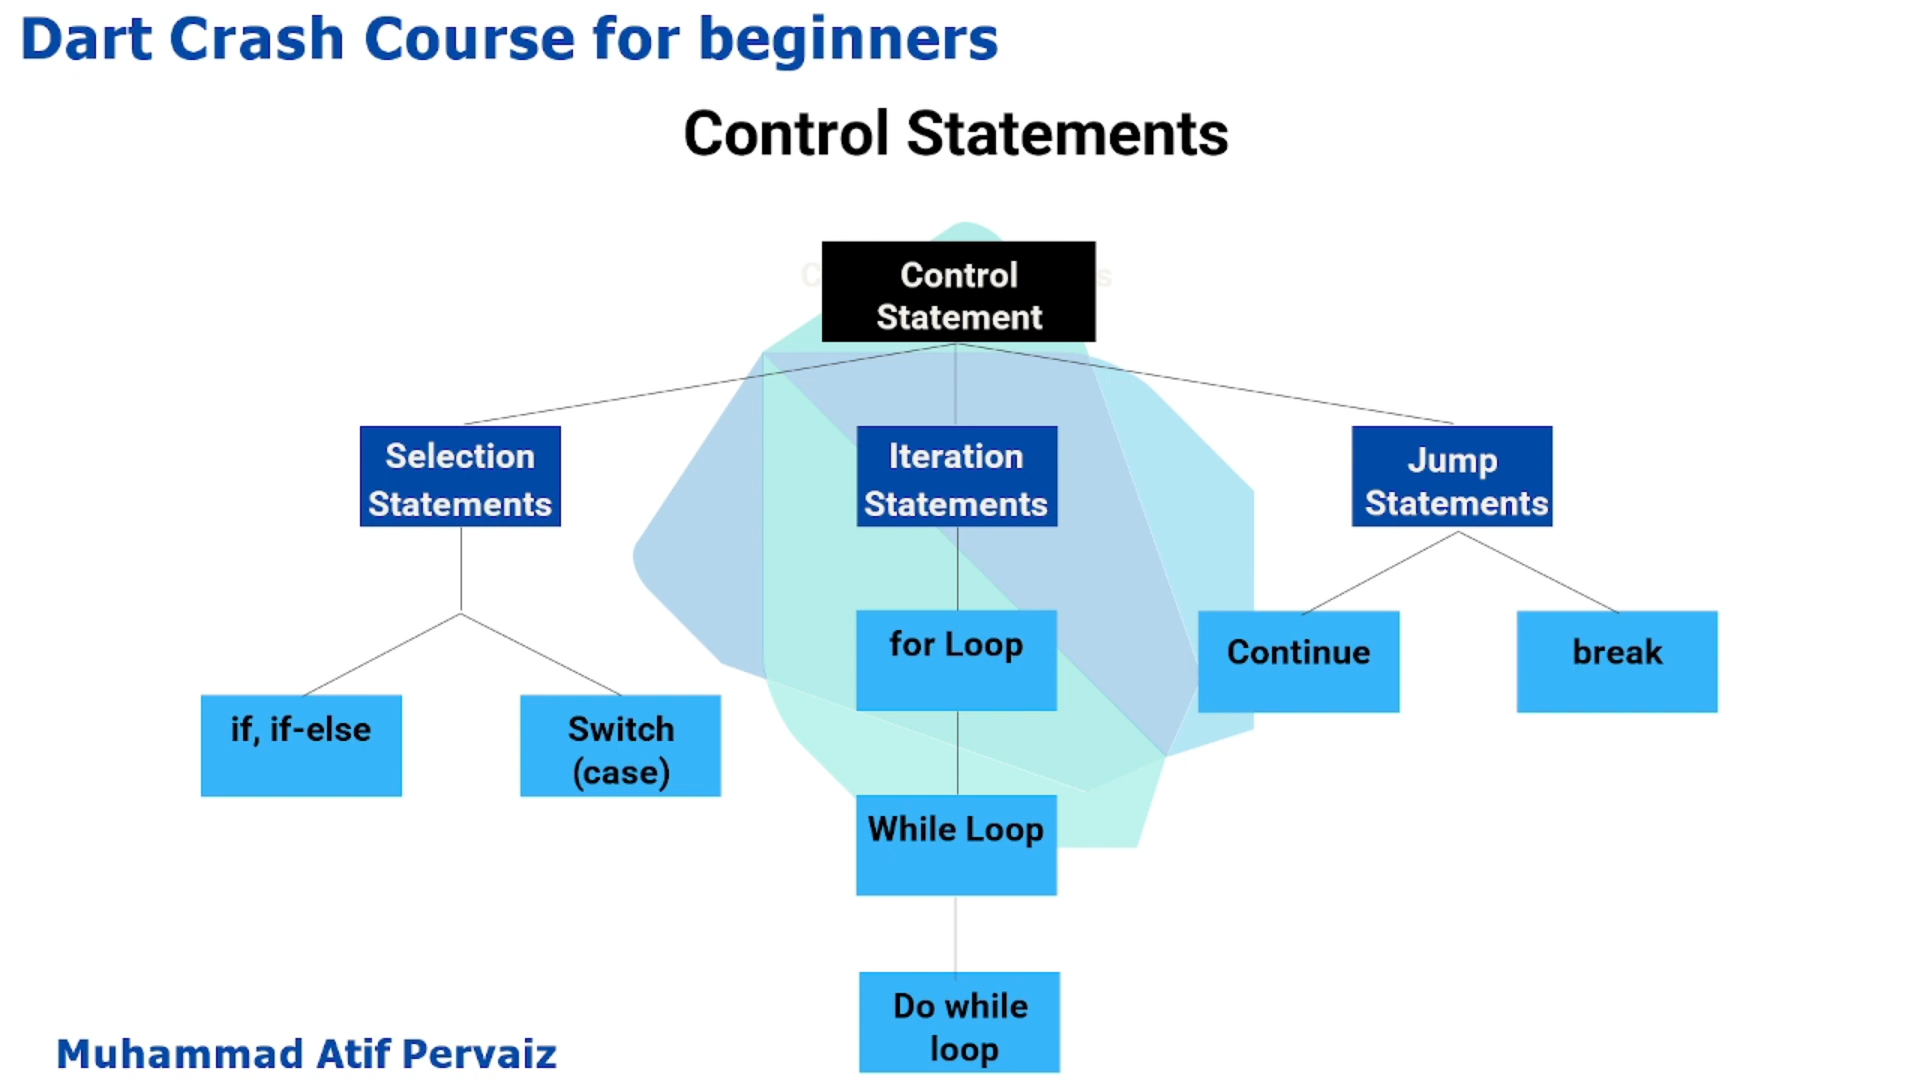 Dart Crash Course for beginners
Control Statements
Control
Statement
Selection
Statements
Iteration
Statements
Jump
Statements
for Loop
Continue
break
if, if-else
Switch
(case)
While Loop
Do while
loop
Muhammad Atif Pervaiz